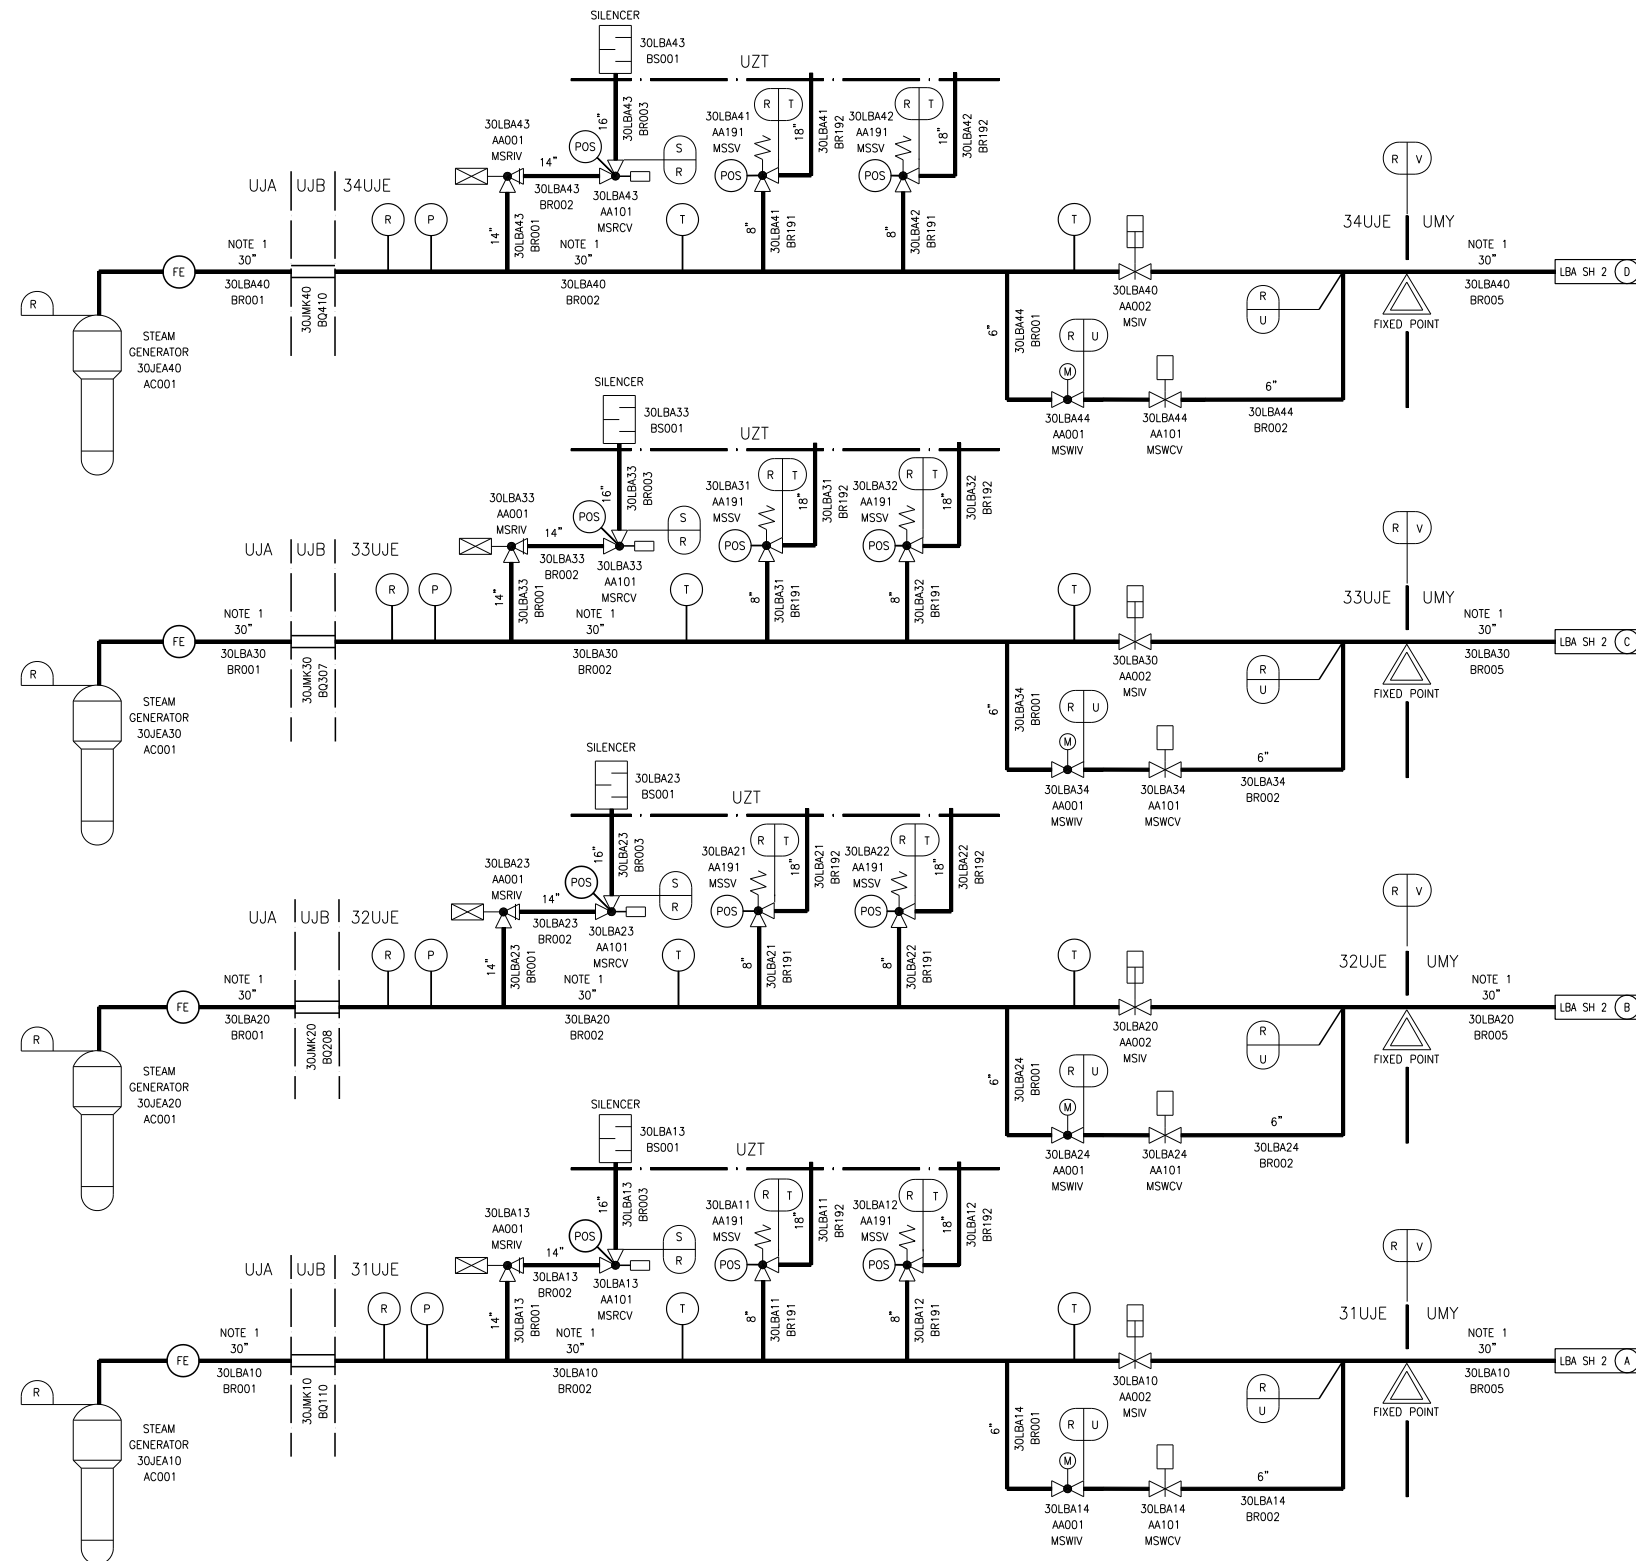 SILENCER
30LBA43
BS001
UZT
16"
30LBA43
BR003
30LBA43
AA001
MSRIV
POS
14"
30LBA43
BR002
S
R
30LBA43
AA101
MSRCV
30LBA41
AA191
MSSV
R T
POS
18"
30LBA41
BR192
30LBA42
AA191
MSSV
R T
POS
18"
30LBA42
BR192
R V
UJA UJB 34UJE
R
P
14"
30LBA43
BR001
T
8"
30LBA41
BR191
8"
30LBA42
BR191
T
34UJE UMY
NOTE 1
30"
FE
30LBA40
BR001
30JMK40
BQ410
NOTE 1
30"
30LBA40
BR002
30LBA40
AA002
MSIV
NOTE 1
30"
30LBA40
BR005
LBA SH 2 D
R
STEAM
GENERATOR
30JEA40
AC001
6"
30LBA44
BR001
R U
M
30LBA44
AA001
MSWIV
30LBA44
AA101
MSWCV
R
U
6"
30LBA44
BR002
FIXED POINT
SILENCER
30LBA33
BS001
UZT
16"
30LBA33
BR003
30LBA33
AA001
MSRIV
POS
14"
30LBA33
BR002
S
R
30LBA33
AA101
MSRCV
30LBA31
AA191
MSSV
R T
POS
18"
30LBA31
BR192
30LBA32
AA191
MSSV
R T
POS
18"
30LBA32
BR192
R V
UJA UJB 33UJE
R
P
14"
30LBA33
BR001
T
8"
30LBA31
BR191
8"
30LBA32
BR191
T
33UJE UMY
NOTE 1
30"
FE
30LBA30
BR001
30JMK30
BQ307
NOTE 1
30"
30LBA30
BR002
30LBA30
AA002
MSIV
NOTE 1
30"
30LBA30
BR005
LBA SH 2 C
R
STEAM
GENERATOR
30JEA30
AC001
6"
30LBA34
BR001
R U
M
30LBA34
AA001
MSWIV
30LBA34
AA101
MSWCV
R
U
6"
30LBA34
BR002
FIXED POINT
SILENCER
30LBA23
BS001
UZT
16"
30LBA23
BR003
30LBA23
AA001
MSRIV
POS
14"
30LBA23
BR002
S
R
30LBA23
AA101
MSRCV
30LBA21
AA191
MSSV
R T
POS
18"
30LBA21
BR192
30LBA22
AA191
MSSV
R T
POS
18"
30LBA22
BR192
R V
UJA UJB 32UJE
R
P
14"
30LBA23
BR001
T
8"
30LBA21
BR191
8"
30LBA22
BR191
T
32UJE UMY
NOTE 1
30"
FE
30LBA20
BR001
30JMK20
BQ208
NOTE 1
30"
30LBA20
BR002
30LBA20
AA002
MSIV
NOTE 1
30"
30LBA20
BR005
LBA SH 2 B
R
STEAM
GENERATOR
30JEA20
AC001
6"
30LBA24
BR001
R U
M
30LBA24
AA001
MSWIV
30LBA24
AA101
MSWCV
R
U
6"
30LBA24
BR002
FIXED POINT
SILENCER
30LBA13
BS001
UZT
16"
30LBA13
BR003
30LBA13
AA001
MSRIV
POS
14"
30LBA13
BR002
S
R
30LBA13
AA101
MSRCV
30LBA11
AA191
MSSV
R T
POS
18"
30LBA11
BR192
30LBA12
AA191
MSSV
R T
POS
18"
30LBA12
BR192
R V
UJA UJB 31UJE
R
P
14"
30LBA13
BR001
T
8"
30LBA11
BR191
8"
30LBA12
BR191
T
31UJE UMY
NOTE 1
30"
FE
30LBA10
BR001
30JMK10
BQ110
NOTE 1
30"
30LBA10
BR002
30LBA10
AA002
MSIV
NOTE 1
30"
30LBA10
BR005
LBA SH 2 A
R
STEAM
GENERATOR
30JEA10
AC001
6"
30LBA14
BR001
R U
M
30LBA14
AA001
MSWIV
30LBA14
AA101
MSWCV
R
U
6"
30LBA14
BR002
FIXED POINT